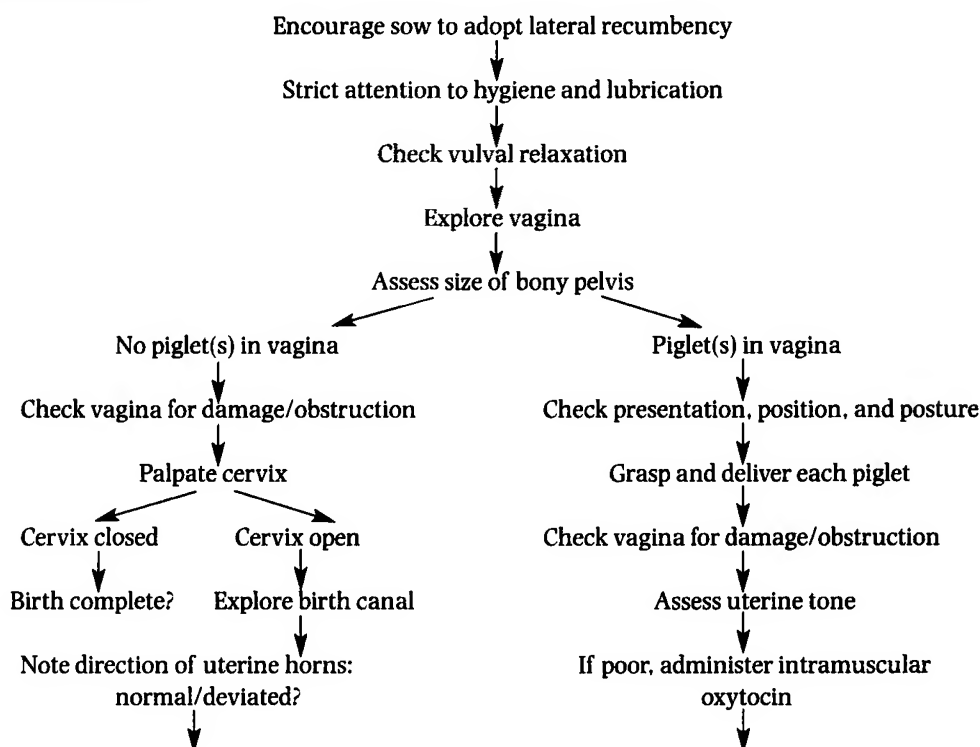 Encourage sow to adopt lateral recumbency
Strict attention to hygiene and lubrication
Check vulval relaxation
Explore vagina
Assess size of bony pelvis
No piglet(s) in vagina
Piglet(s) in vagina
Check vagina for damage/obstruction
Check presentation, position, and posture
Palpate cervix
Grasp and deliver each piglet
Cervix closed
Cervix open
Check vagina for damage/obstruction
Birth complete?
Explore birth canal
Assess uterine tone
Note direction of uterine horns:
normal/deviated?
If poor, administer intramuscular
oxytocin